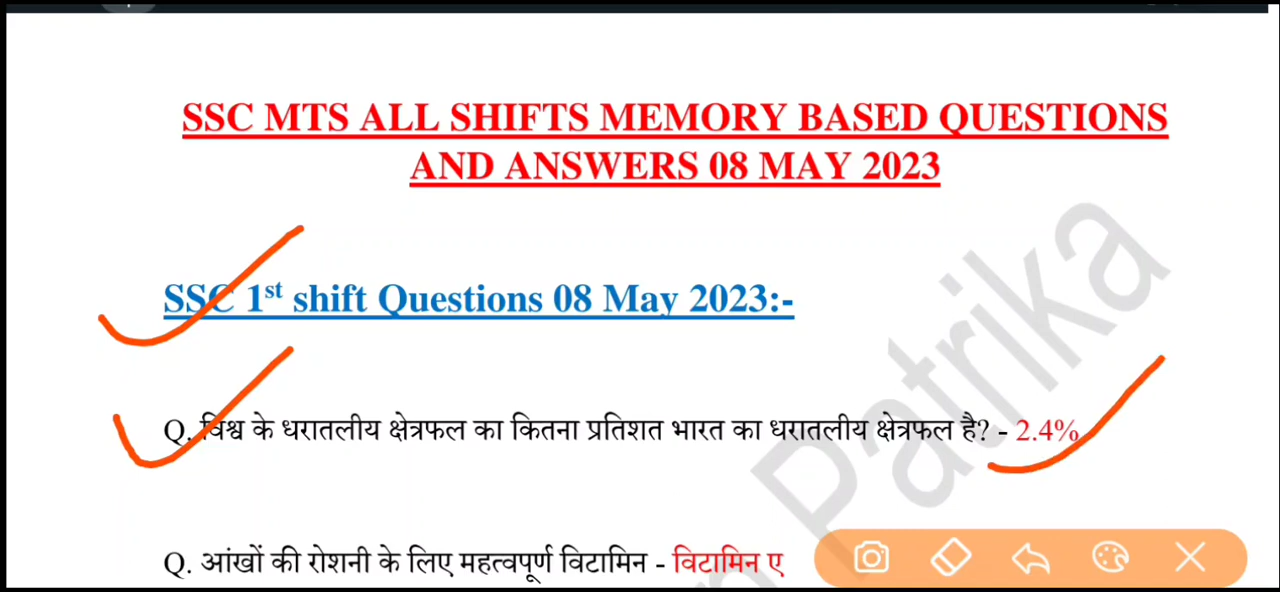 SSC MTS ALL SHIFTS MEMORY BASED QUESTIONS
AND ANSWERS 08 MAY 2023
SSC 1st shift Questions 08 May 2023:-
Q. विश्व के धरातलीय क्षेत्रफल का कितना प्रतिशत भारत का धरातलीय क्षेत्रफल है? - 2.4%
Q. आंखों की रोशनी के लिए महत्वपूर्ण विटामिन - विटामिन ए
Patrika